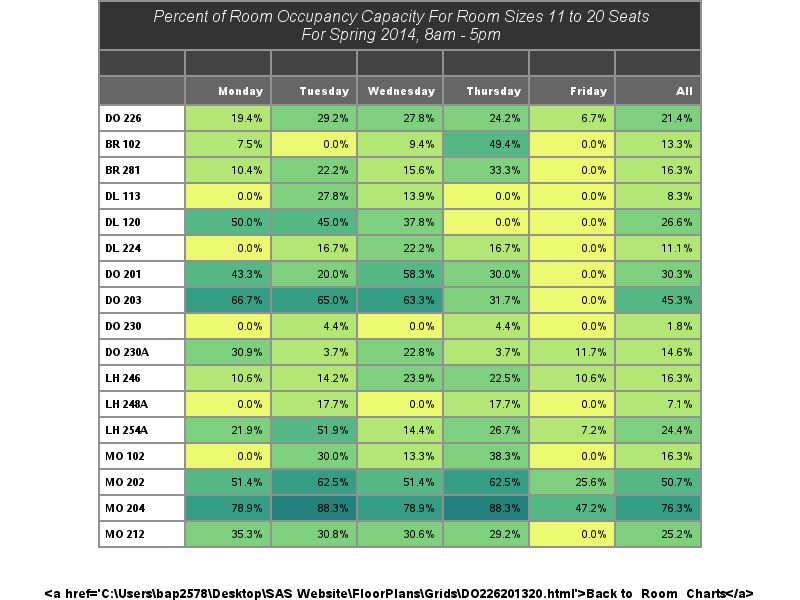 Percent of Room Occupancy Capacity For Room Sizes 11 to 20 Seats
For Spring 2014, 8am - 5pm
Monday Tuesday Wednesday Thursday Friday All
DO 226 19.4% 29.2% 27.8% 24.2% 6.7% 21.4%
BR 102 7.5% 0.0% 9.4% 49.4% 0.0% 13.3%
BR 281 10.4% 22.2% 15.6% 33.3% 0.0% 16.3%
DL 113 0.0% 27.8% 13.9% 0.0% 0.0% 8.3%
DL 120 50.0% 45.0% 37.8% 0.0% 0.0% 26.6%
DL 224 0.0% 16.7% 22.2% 16.7% 0.0% 11.1%
DO 201 43.3% 20.0% 58.3% 30.0% 0.0% 30.3%
DO 203 66.7% 65.0% 63.3% 31.7% 0.0% 45.3%
DO 230 0.0% 4.4% 0.0% 4.4% 0.0% 1.8%
DO 230A 30.9% 3.7% 22.8% 3.7% 11.7% 14.6%
LH 246 10.6% 14.2% 23.9% 22.5% 10.6% 16.3%
LH 248A 0.0% 17.7% 0.0% 17.7% 0.0% 7.1%
LH 254A 21.9% 51.9% 14.4% 26.7% 7.2% 24.4%
MO 102 0.0% 30.0% 13.3% 38.3% 0.0% 16.3%
MO 202 51.4% 62.5% 51.4% 62.5% 25.6% 50.7%
MO 204 78.9% 88.3% 78.9% 88.3% 47.2% 76.3%
MO 212 35.3% 30.8% 30.6% 29.2% 0.0% 25.2%
<a href='C:\Users\bap2578\Desktop\SAS Website\FloorPlans\Grids\DO226201320.html'>Back to Room Charts</a>